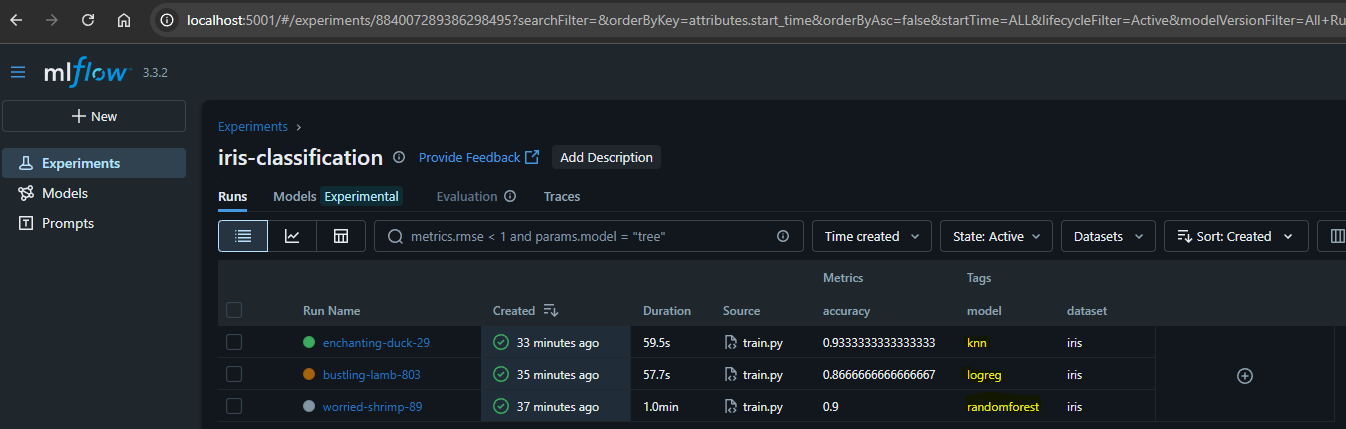 localhost:5001/#/experiments/884007289386298495?searchFilter=&orderByKey=attributes.start_time&orderByAsc=false&startTime=ALL&lifecycleFilter=Active&modelVersionFilter=All+Ru
mlflow 3.3.2
New
Experiments
Models
Prompts
Experiments >
iris-classification Provide Feedback Add Description
Runs Models Experimental Evaluation Traces
metrics.rmse < 1 and params.model = "tree" Time created State: Active Datasets Sort: Created
Metrics Tags
Run Name Created Duration Source accuracy model dataset
enchanting-duck-29 33 minutes ago 59.5s train.py 0.9333333333333333 knn iris
bustling-lamb-803 35 minutes ago 57.7s train.py 0.8666666666666667 logreg iris
worried-shrimp-89 37 minutes ago 1.0min train.py 0.9 randomforest iris